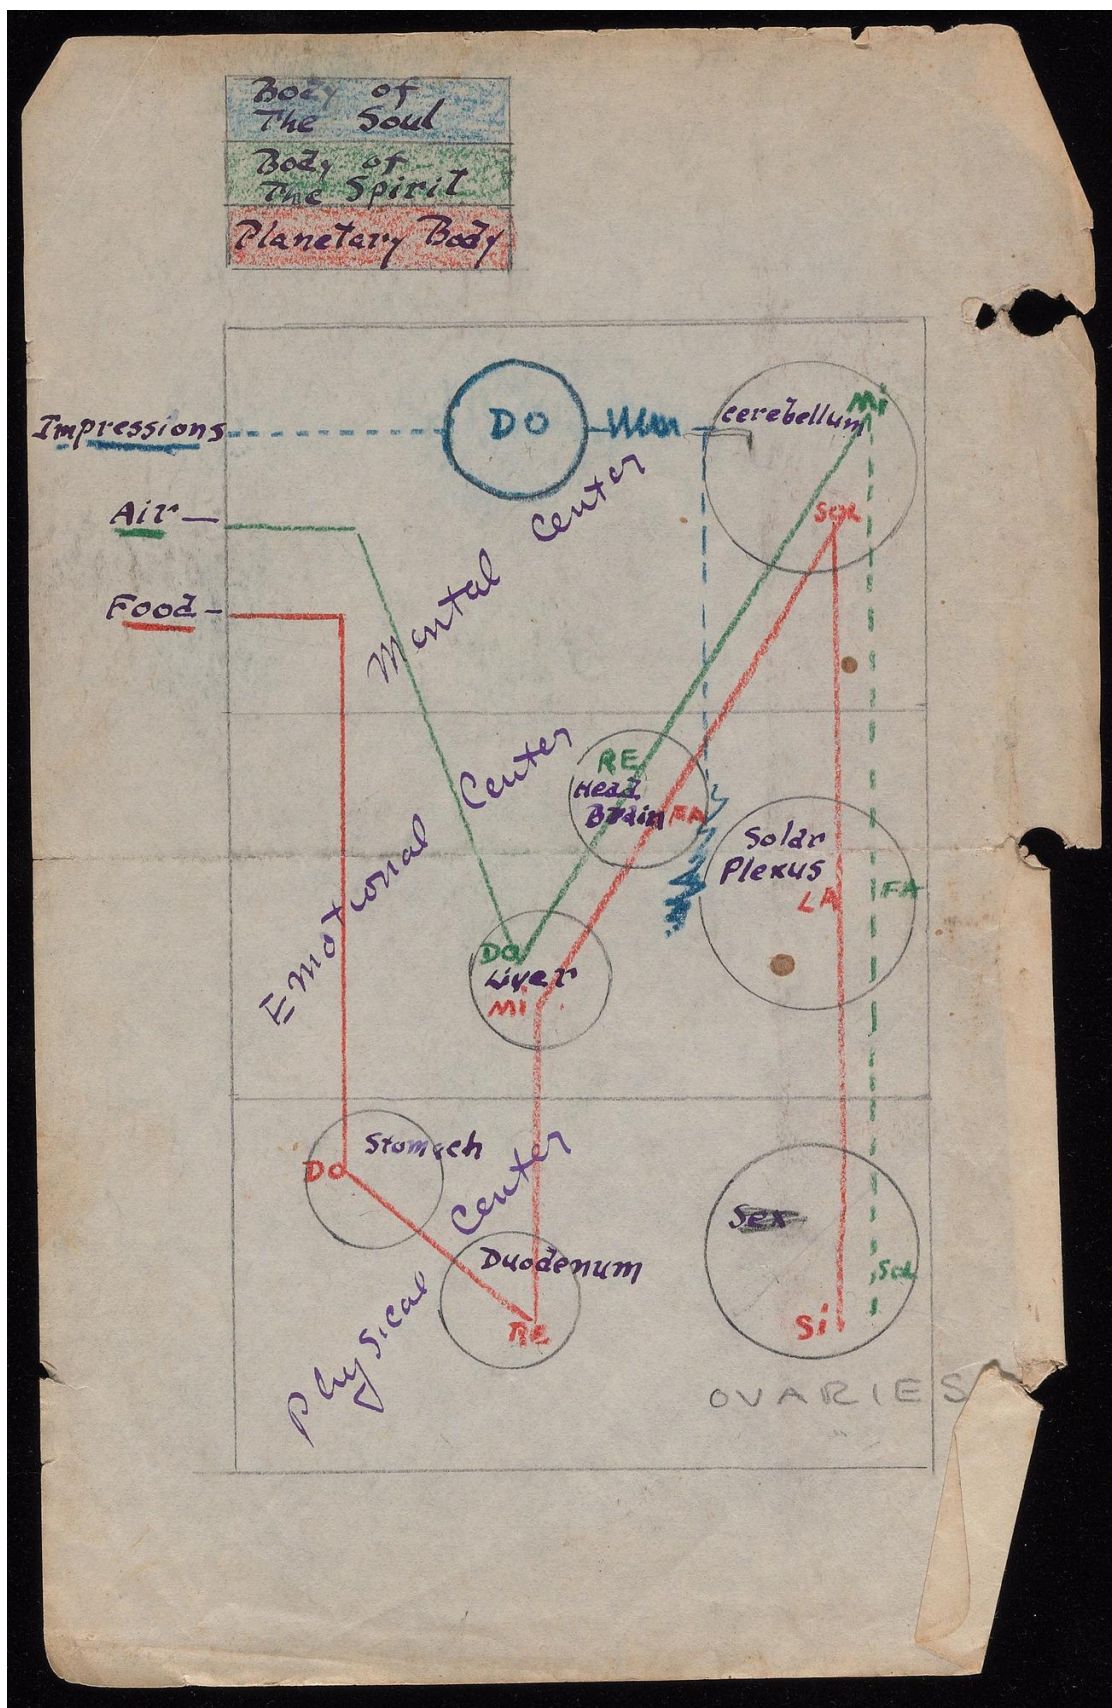 Body of
The Soul
Body of
The Spirit
Planetary Body
Impressions
DO
cerebellum
Mi
Air
Sol
Food
Mental Center
Emotional Center
RE
Head
Brain
FA
Solar
Plexus
LA
FA
DO
Liver
Mi
Stomach
DO
Physical Center
Duodenum
RE
Sex
Sol
Si
OVARIES